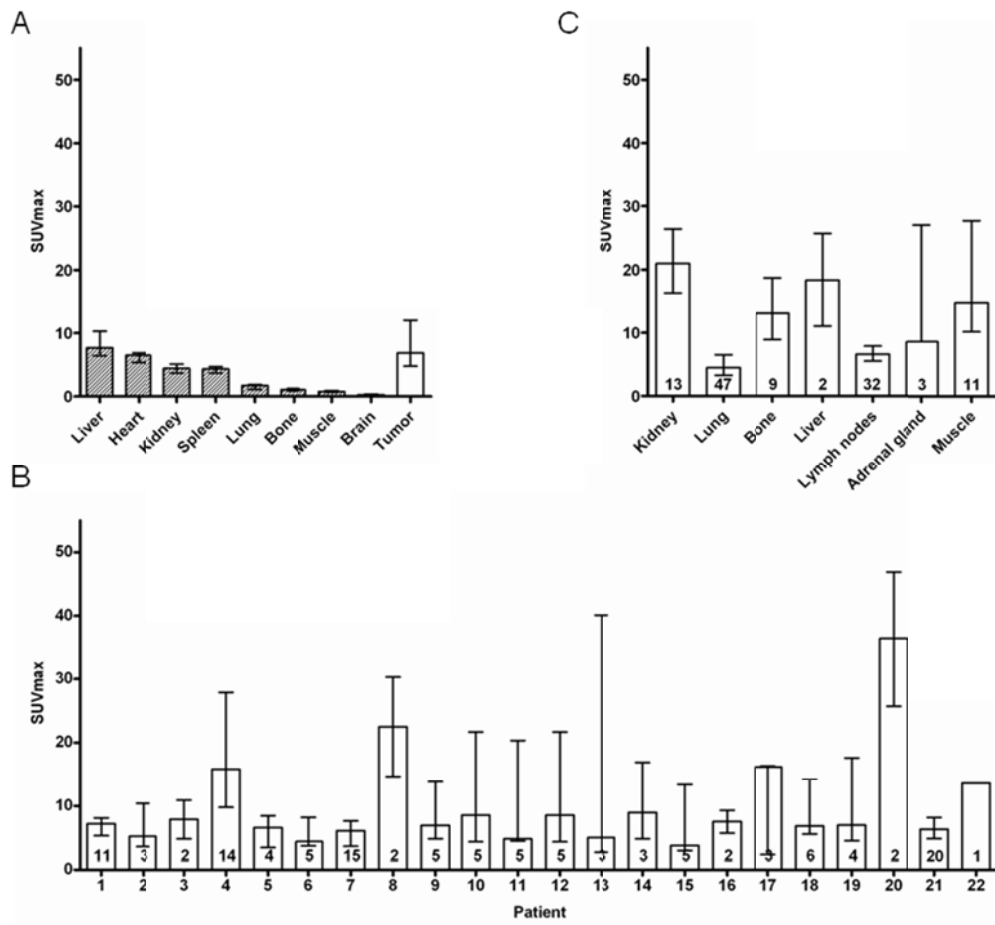 A
SUVmax
50
40
30
20
10
0
Liver
Heart
Kidney
Spleen
Lung
Bone
Muscle
Brain
Tumor
C
SUVmax
50
40
30
20
10
0
13
47
9
2
32
3
11
Kidney
Lung
Bone
Liver
Lymph nodes
Adrenal gland
Muscle
B
SUVmax
50
40
30
20
10
0
11 3 2 14 4 5 15 2 5 5 5 5 3 3 5 2 3 6 4 2 20 1
1 2 3 4 5 6 7 8 9 10 11 12 13 14 15 16 17 18 19 20 21 22
Patient